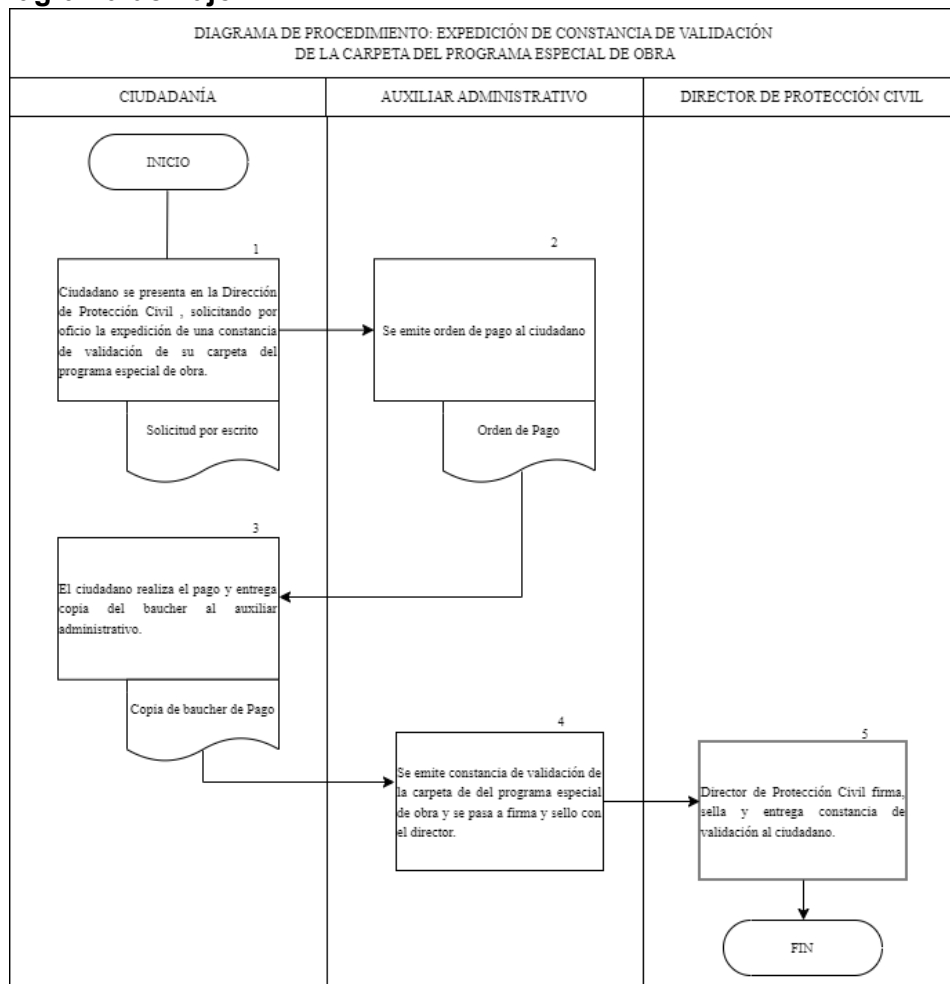 DIAGRAMA DE PROCEDIMIENTO: EXPEDICIÓN DE CONSTANCIA DE VALIDACIÓN
DE LA CARPETA DEL PROGRAMA ESPECIAL DE OBRA
CIUDADANÍA
AUXILIAR ADMINISTRATIVO
DIRECTOR DE PROTECCIÓN CIVIL
INICIO
1
Ciudadano se presenta en la Dirección
de Protección Civil , solicitando por
oficio la expedición de una constancia
de validación de su carpeta del
programa especial de obra.
Solicitud por escrito
2
Se emite orden de pago al ciudadano
Orden de Pago
3
El ciudadano realiza el pago y entrega
copia del baucher al auxiliar
administrativo.
Copia de baucher de Pago
4
Se emite constancia de validación de
la carpeta de del programa especial
de obra y se pasa a firma y sello con
el director.
5
Director de Protección Civil firma,
sella y entrega constancia de
validación al ciudadano.
FIN